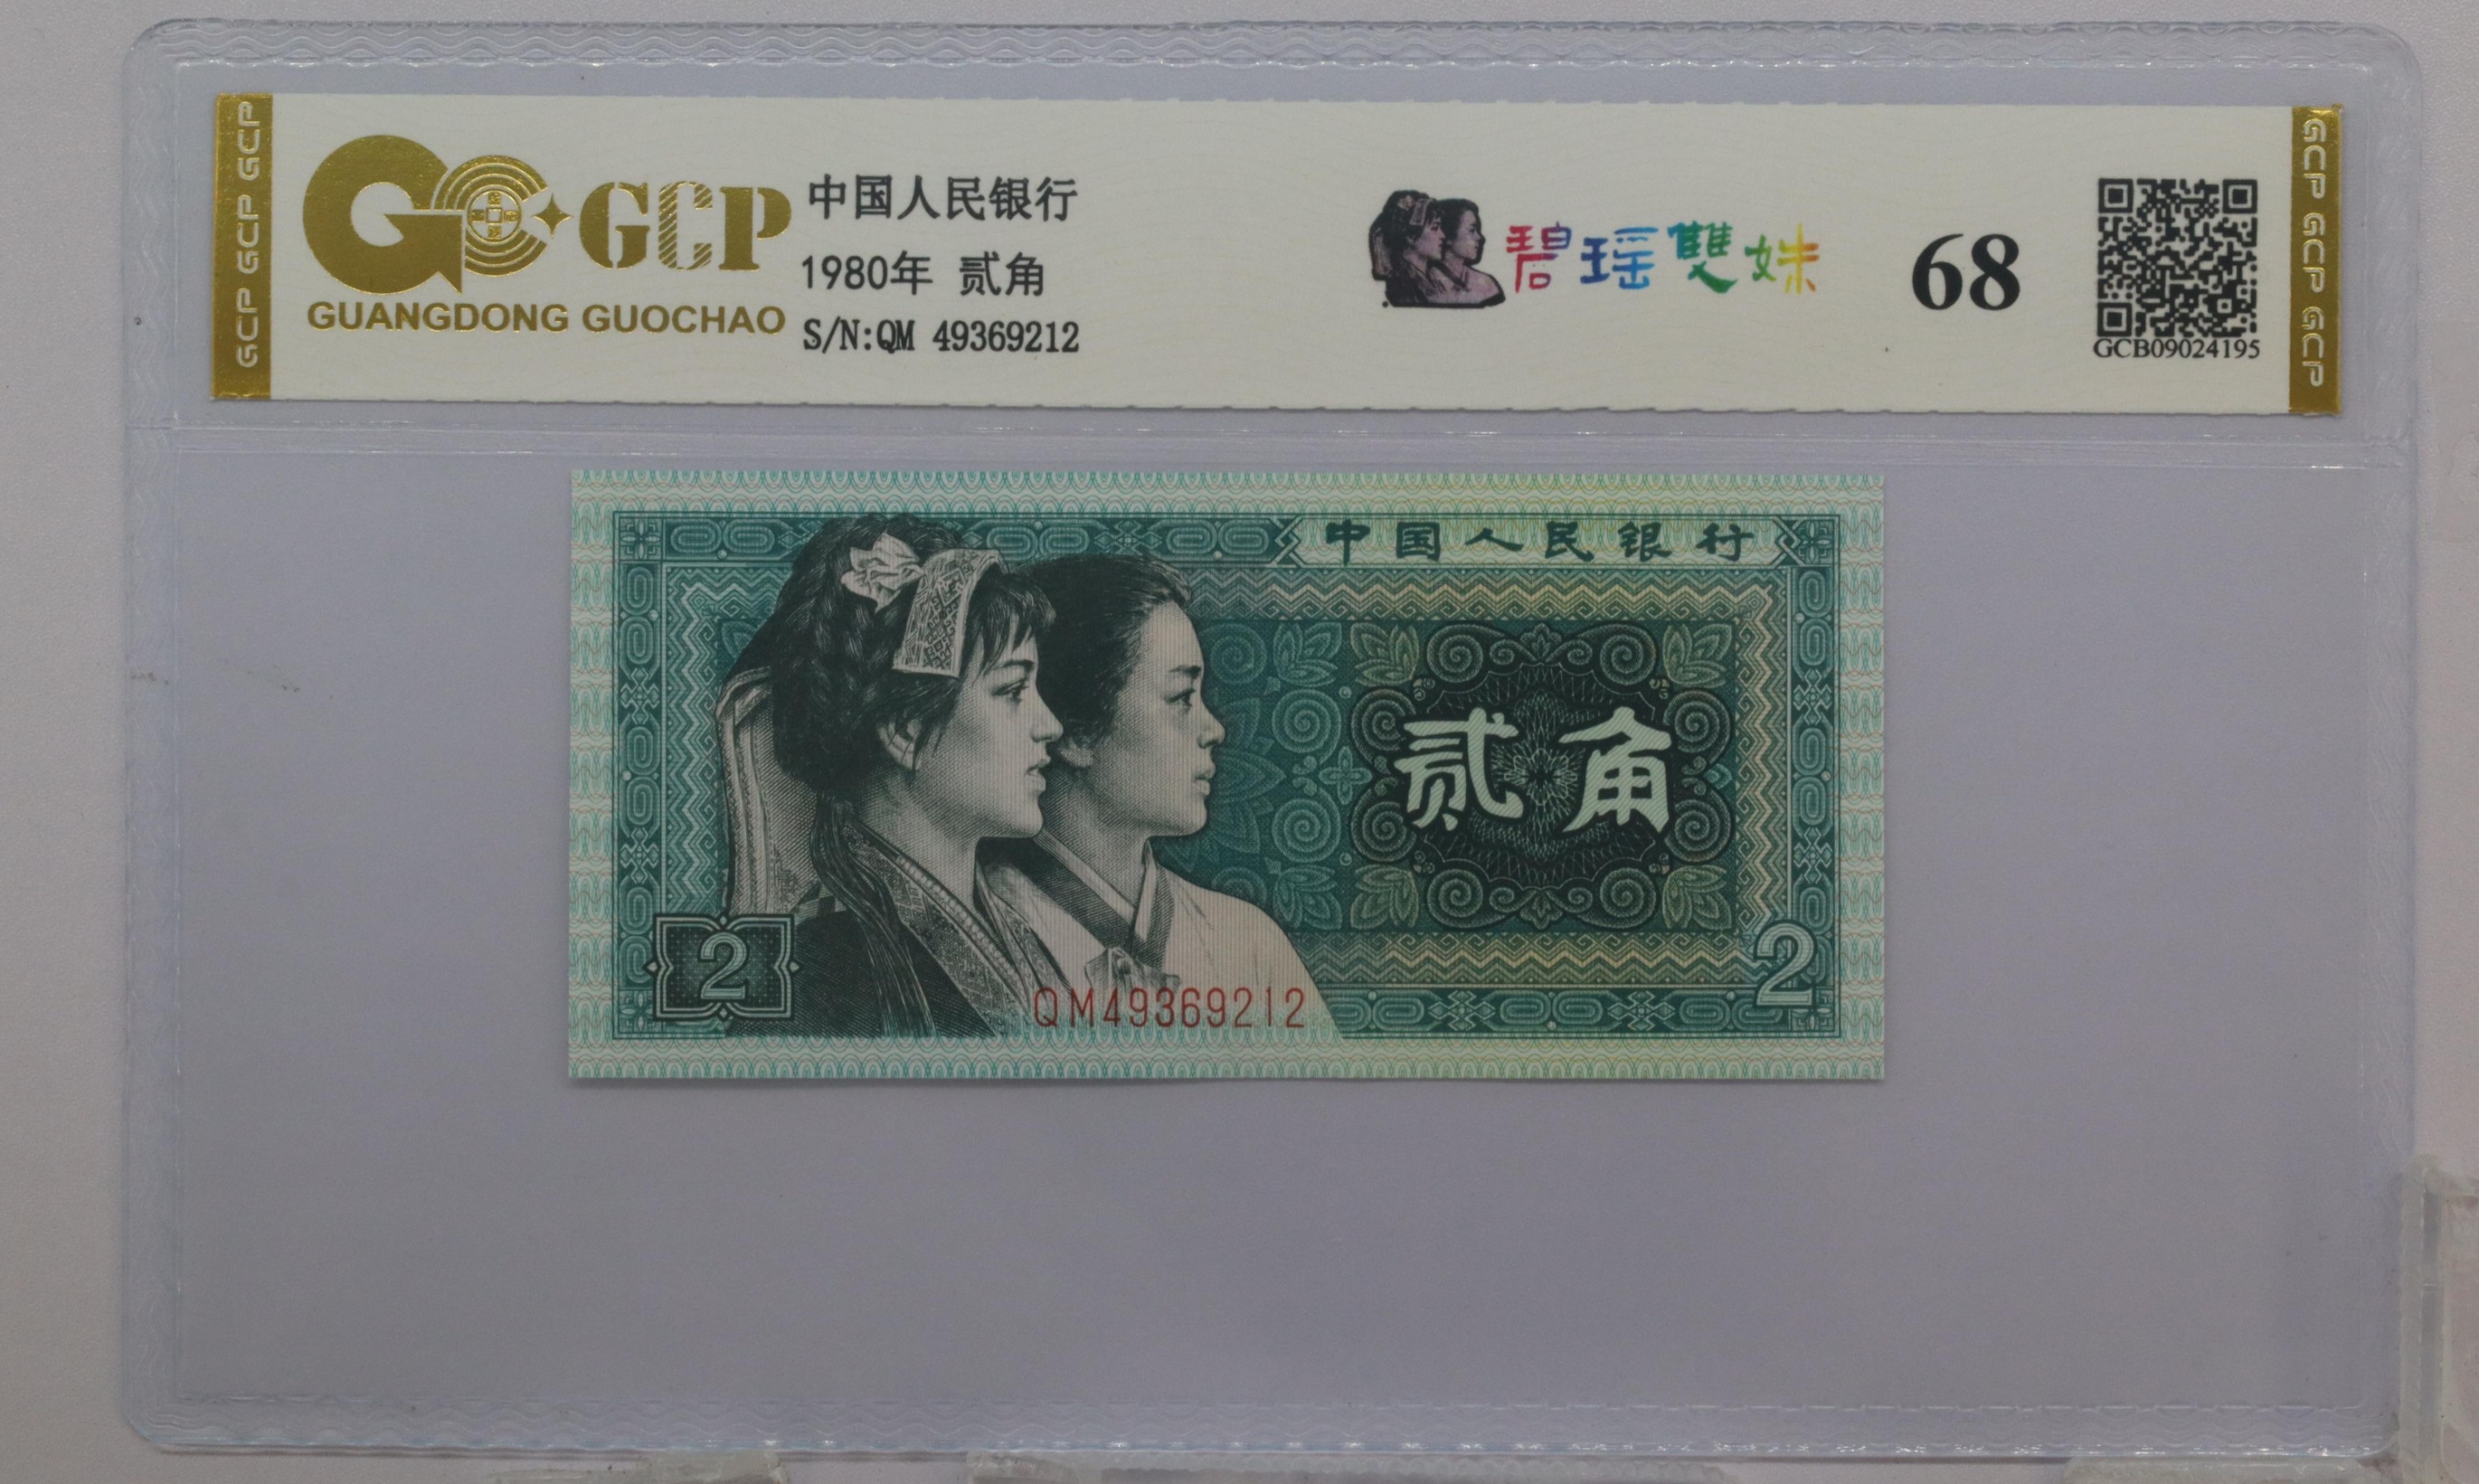 GCP GCP GCP
GCP
GUANGDONG GUOCHAO
中国人民银行
1980年 贰角
S/N:QM 49369212
碧瑶雙姝
68
GCB09024195
GCP GCP GCP
中国人民银行
贰角
2
QM49369212
2